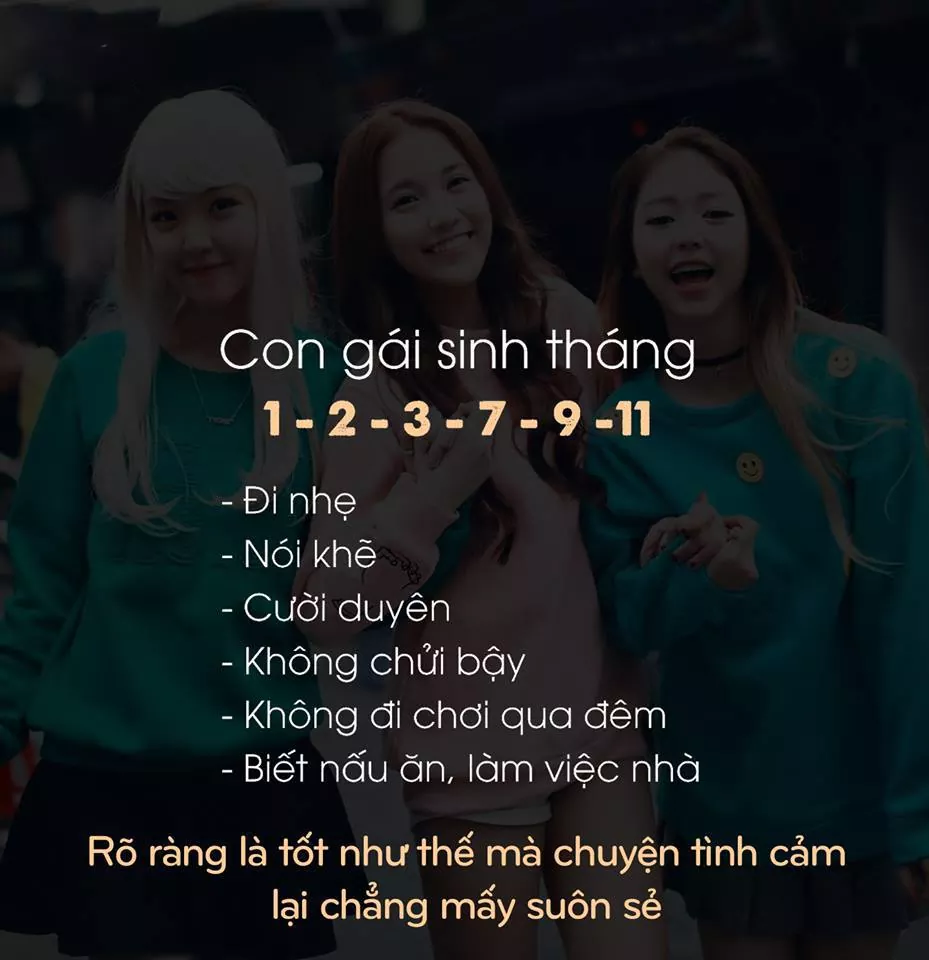 Con gái sinh tháng
1 - 2 - 3 - 7 - 9 -11
- Đi nhẹ
- Nói khẽ
- Cười duyên
- Không chửi bậy
- Không đi chơi qua đêm
- Biết nấu ăn, làm việc nhà
Rõ ràng là tốt như thế mà chuyện tình cảm
lại chẳng mấy suôn sẻ